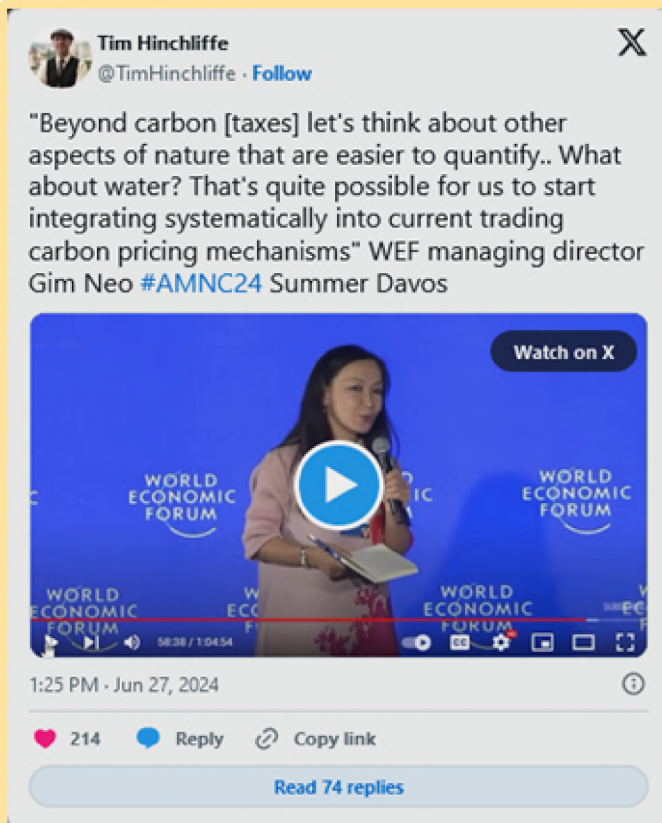 Tim Hinchliffe
@TimHinchliffe · Follow
"Beyond carbon [taxes] let's think about other
aspects of nature that are easier to quantify.. What
about water? That's quite possible for us to start
integrating systematically into current trading
carbon pricing mechanisms" WEF managing director
Gim Neo #AMNC24 Summer Davos
Watch on X
WORLD
ECONOMIC
FORUM
IC
WORLD
ECONOMIC
FORUM
WORLD
ECONOMIC
FORUM
WORLD
ECONOMIC
FORUM
58:38 / 1:04:54
CC
1:25 PM · Jun 27, 2024
214
Reply
Copy link
Read 74 replies